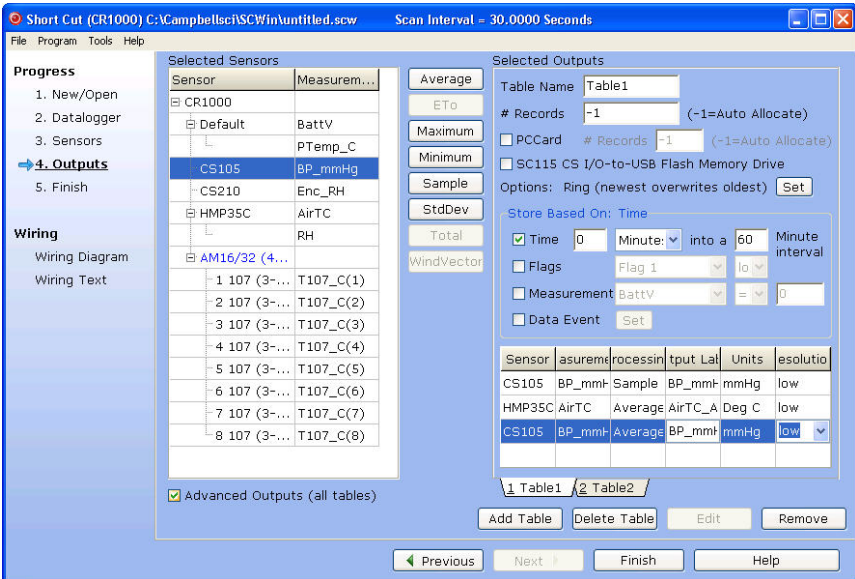 Short Cut (CR1000) C:\Campbellsci\SCWin\untitled.scw Scan Interval = 30.0000 Seconds
File Program Tools Help
Progress
1. New/Open
2. Datalogger
3. Sensors
4. Outputs
5. Finish
Wiring
Wiring Diagram
Wiring Text
Selected Sensors
Sensor Measurem...
CR1000
Default BattV
PTemp_C
CS105 BP_mmHg
CS210 Enc_RH
HMP35C AirTC
RH
AM16/32 (4...
1 107 (3-... T107_C(1)
2 107 (3-... T107_C(2)
3 107 (3-... T107_C(3)
4 107 (3-... T107_C(4)
5 107 (3-... T107_C(5)
6 107 (3-... T107_C(6)
7 107 (3-... T107_C(7)
8 107 (3-... T107_C(8)
Advanced Outputs (all tables)
Average
ETo
Maximum
Minimum
Sample
StdDev
Total
WindVector
Selected Outputs
Table Name Table1
# Records -1 (-1=Auto Allocate)
PCCard # Records -1 (-1=Auto Allocate)
SC115 CS I/O-to-USB Flash Memory Drive
Options: Ring (newest overwrites oldest) Set
Store Based On: Time
Time 0 Minute: into a 60 Minute interval
Flags Flag 1 lo
Measurement BattV = 0
Data Event Set
Sensor asureme rocessin tput Lab Units esolutio
CS105 BP_mmH Sample BP_mmH mmHg low
HMP35C AirTC Average AirTC_A Deg C low
CS105 BP_mmH Average BP_mmH mmHg low
1 Table1 2 Table2
Add Table Delete Table Edit Remove
Previous Next Finish Help